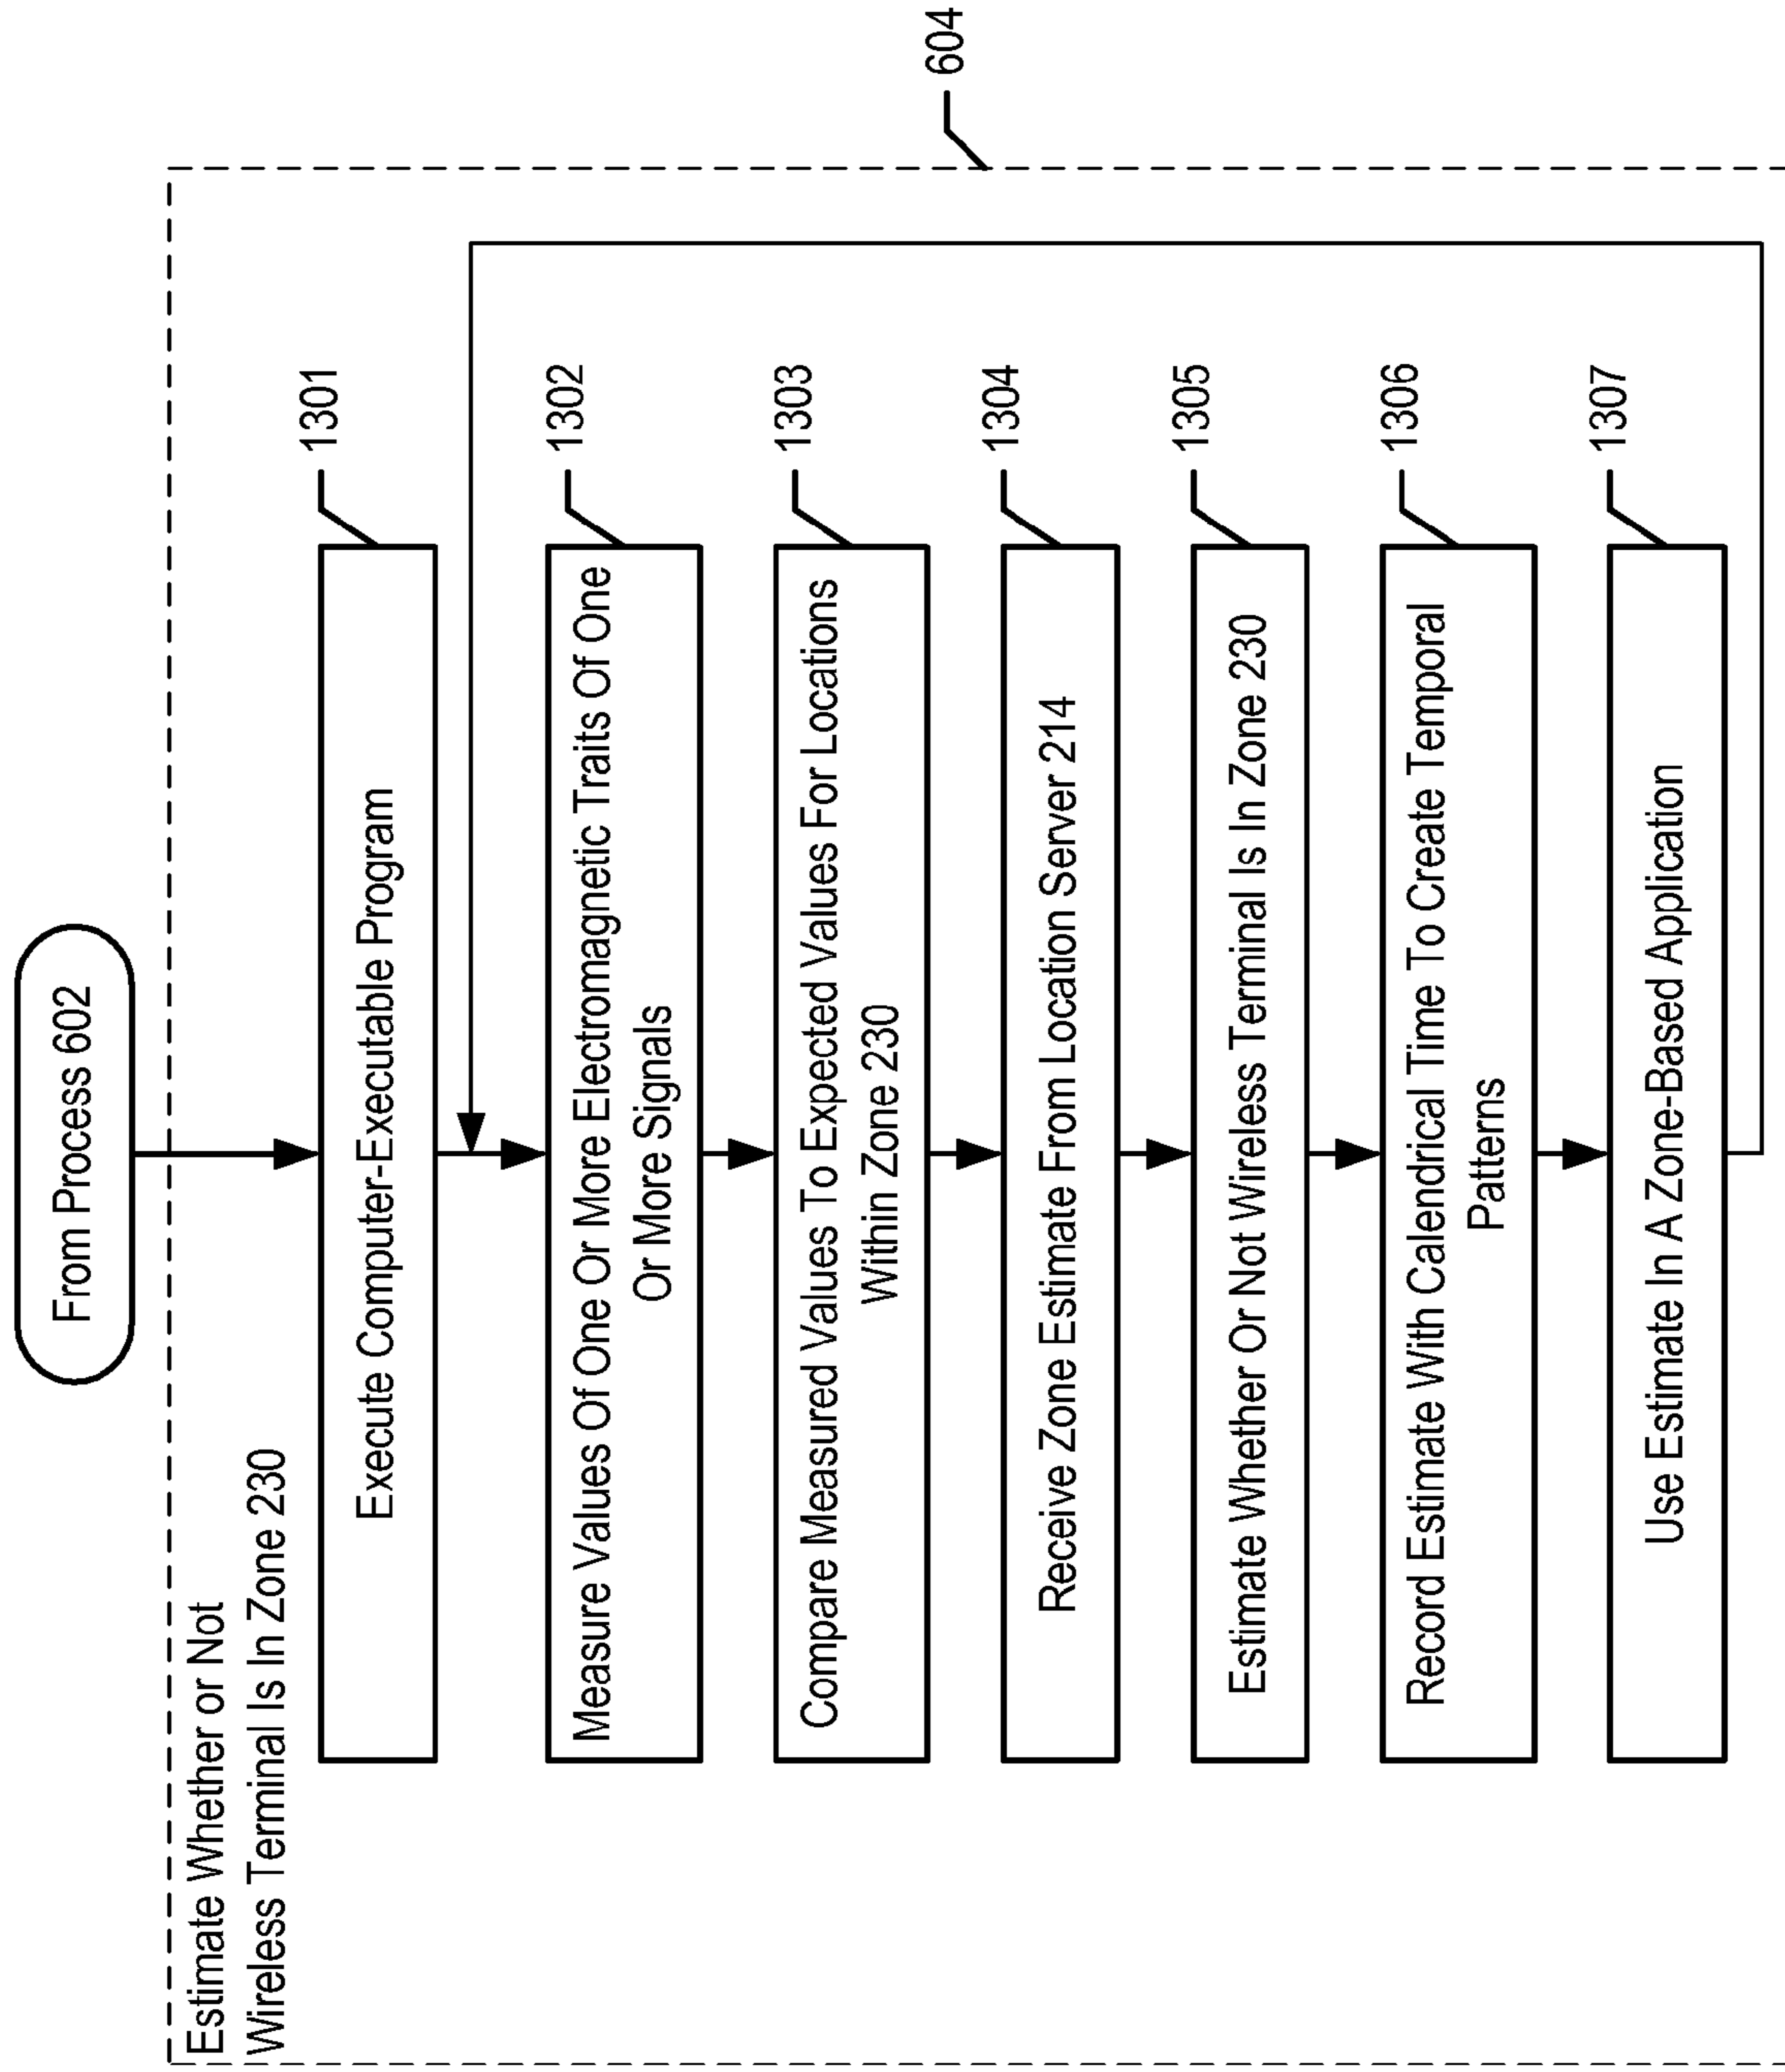 From Process 602
Estimate Whether or Not
Wireless Terminal Is In Zone 230
604
Execute Computer-Executable Program
1301
Measure Values Of One Or More Electromagnetic Traits Of One
Or More Signals
1302
Compare Measured Values To Expected Values For Locations
Within Zone 230
1303
Receive Zone Estimate From Location Server 214
1304
Estimate Whether Or Not Wireless Terminal Is In Zone 230
1305
Record Estimate With Calendrical Time To Create Temporal
Patterns
1306
Use Estimate In A Zone-Based Application
1307